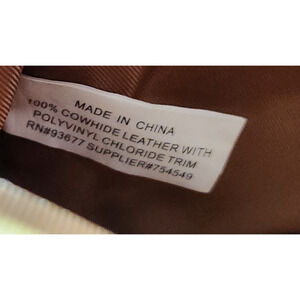 MADE IN CHINA
100% COWHIDE LEATHER WITH
POLYVINYL CHLORIDE TRIM
RN#93677 SUPPLIER#754549